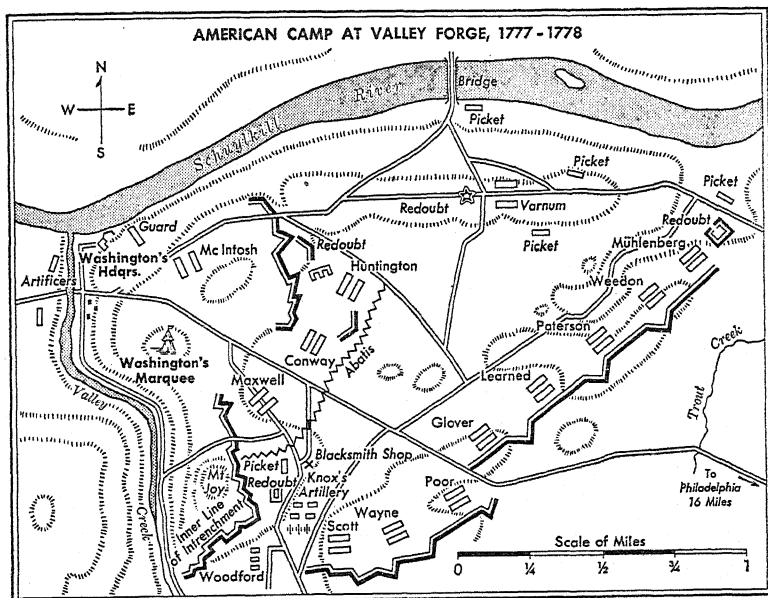 AMERICAN CAMP AT VALLEY FORGE, 1777-1778
N
W
E
S
Schuylkill River
Bridge
Picket
Picket
Picket
Redoubt
Varnum
Picket
Redoubt
Mühlenberg
Guard
Washington's
Hdqrs.
Mc Intosh
Redoubt
Huntington
Weedon
Artificers
Paterson
Washington's
Marquee
Conway
Abatis
Maxwell
Learned
Trout Creek
Valley Creek
Glover
Blacksmith Shop
Picket
Redoubt
Knox's
Artillery
Mt
Joy
Inner Line
of Intrenchment
Poor
Wayne
Scott
Woodford
To
Philadelphia
16 Miles
Scale of Miles
0 ¼ ½ ¾ 1